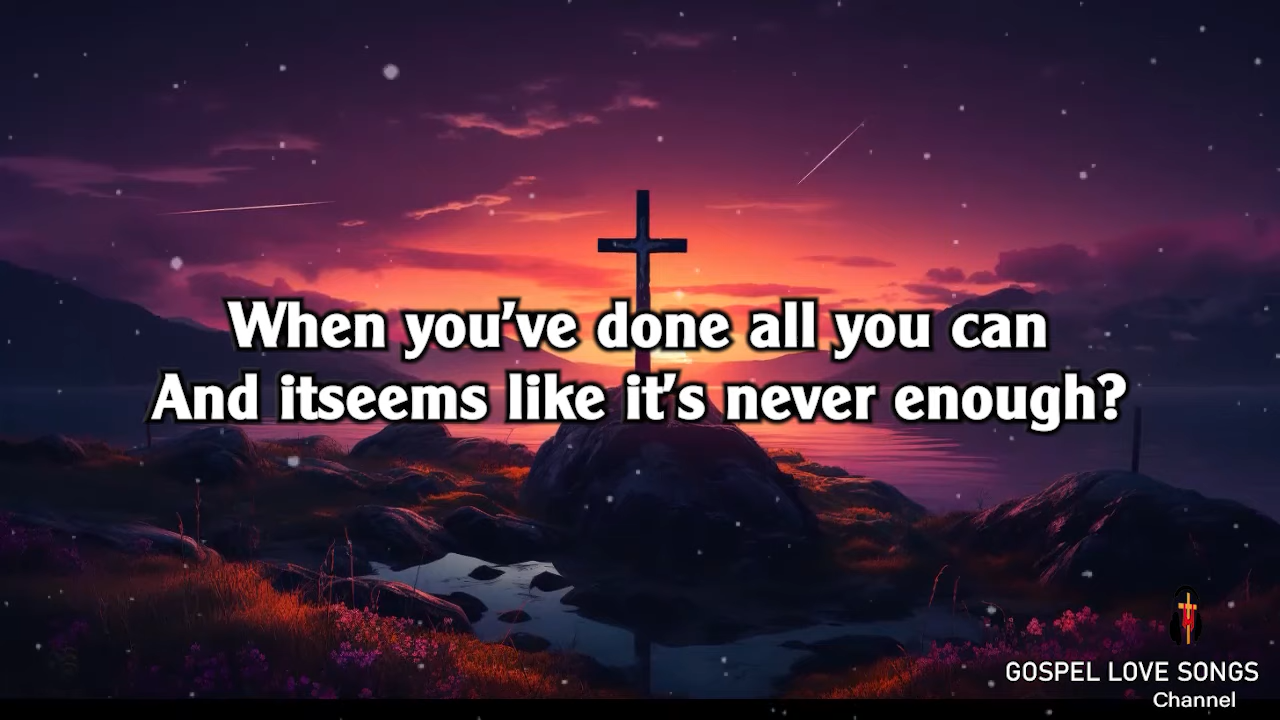 When you've done all you can
And itseems like it's never enough?
GOSPEL LOVE SONGS
Channel